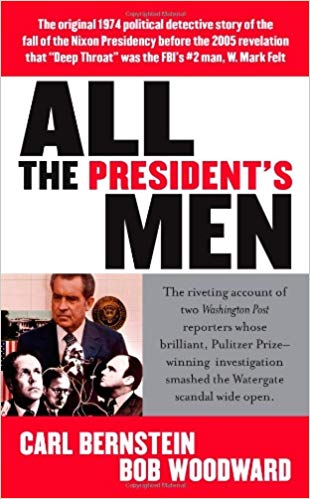 The original 1974 political detective story of the
fall of the Nixon Presidency before the 2005 revelation
that “Deep Throat” was the FBI’s #2 man, W. Mark Felt
ALL
THE PRESIDENT’S
MEN
The riveting account of
two Washington Post
reporters whose
brilliant, Pulitzer Prize–
winning investigation
smashed the Watergate
scandal wide open.
CARL BERNSTEIN
BOB WOODWARD